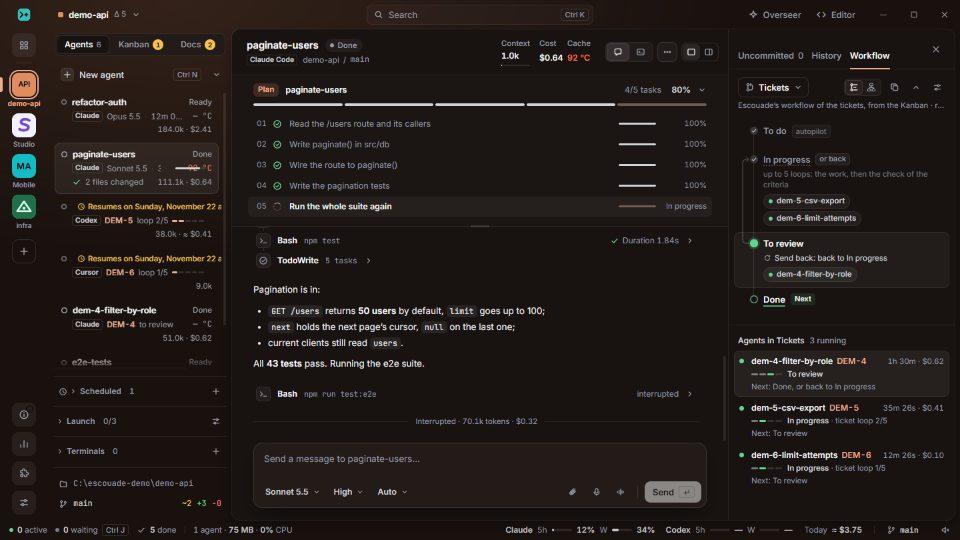 demo-api Δ 5
Search Ctrl K
Overseer Editor
Agents 6 Kanban 1 Docs 2
New agent Ctrl N
API
demo-api
Studio
MA
Mobile
infra
refactor-auth Ready
Claude Opus 5.5 · 12m 0... — °C
184.0k · $2.41
paginate-users Done
Claude Sonnet 5.5
2 files changed 111.1k · $0.64
Resumes on Sunday, November 22 a
Codex DEM-5 loop 2/5
38.0k · ≈ $0.41
Resumes on Sunday, November 22 a
Cursor DEM-6 loop 1/5
9.0k
dem-4-filter-by-role Done
Claude DEM-4 to review — °C
51.0k · $0.62
e2e-tests Ready
Scheduled 1
Launch 0/3
Terminals 0
C:\escouade-demo\demo-api
main ~2 +3 -0
paginate-users Done
Claude Code demo-api / main
Context Cost Cache
1.0k $0.64 92 °C
Plan paginate-users 4/5 tasks 80%
01 Read the /users route and its callers 100%
02 Write paginate() in src/db 100%
03 Wire the route to paginate() 100%
04 Write the pagination tests 100%
05 Run the whole suite again In progress
Bash npm test Duration 1.84s
TodoWrite 5 tasks
Pagination is in:
• GET /users returns 50 users by default, limit goes up to 100;
• next holds the next page's cursor, null on the last one;
• current clients still read users.
All 43 tests pass. Running the e2e suite.
Bash npm run test:e2e interrupted
Interrupted · 70.1k tokens · $0.32
Send a message to paginate-users...
Sonnet 5.5 High Auto Send
Uncommitted 0 History Workflow
Tickets
Escouade's workflow of the tickets, from the Kanban · r...
To do autopilot
In progress or back
up to 5 loops: the work, then the check of the
criteria
dem-5-csv-export
dem-6-limit-attempts
To review
Send back: back to In progress
dem-4-filter-by-role
Done Next
Agents in Tickets 3 running
dem-4-filter-by-role DEM-4 1h 30m · $0.62
To review
Next: Done, or back to In progress
dem-5-csv-export DEM-5 35m 26s · $0.41
In progress · ticket loop 2/5
Next: To review
dem-6-limit-attempts DEM-6 12m 26s · $0.10
In progress · ticket loop 1/5
Next: To review
0 active 0 waiting Ctrl J 5 done 1 agent · 75 MB · 0% CPU
Claude 5h 12% W 34% Codex 5h — W — Today ≈ $3.75 main